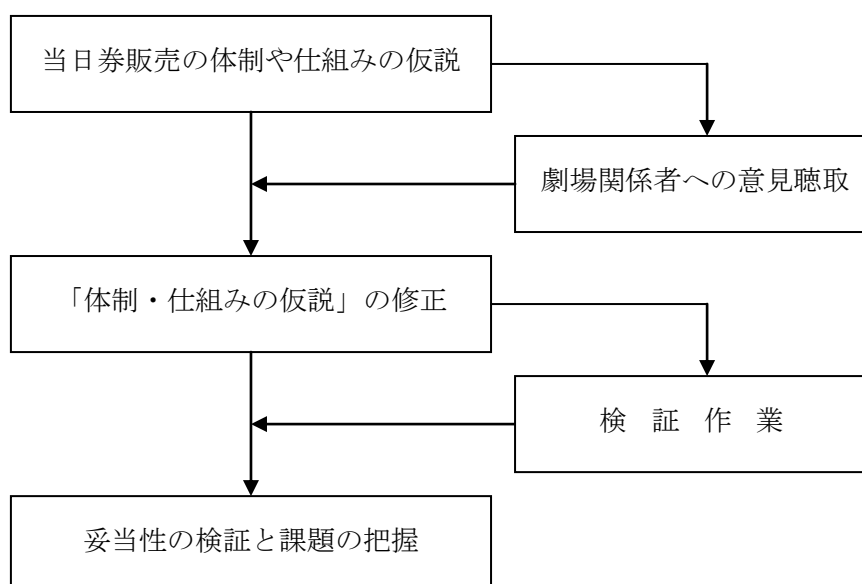 当日券販売の体制や仕組みの仮説
劇場関係者への意見聴取
「体制・仕組みの仮説」の修正
検 証 作 業
妥当性の検証と課題の把握